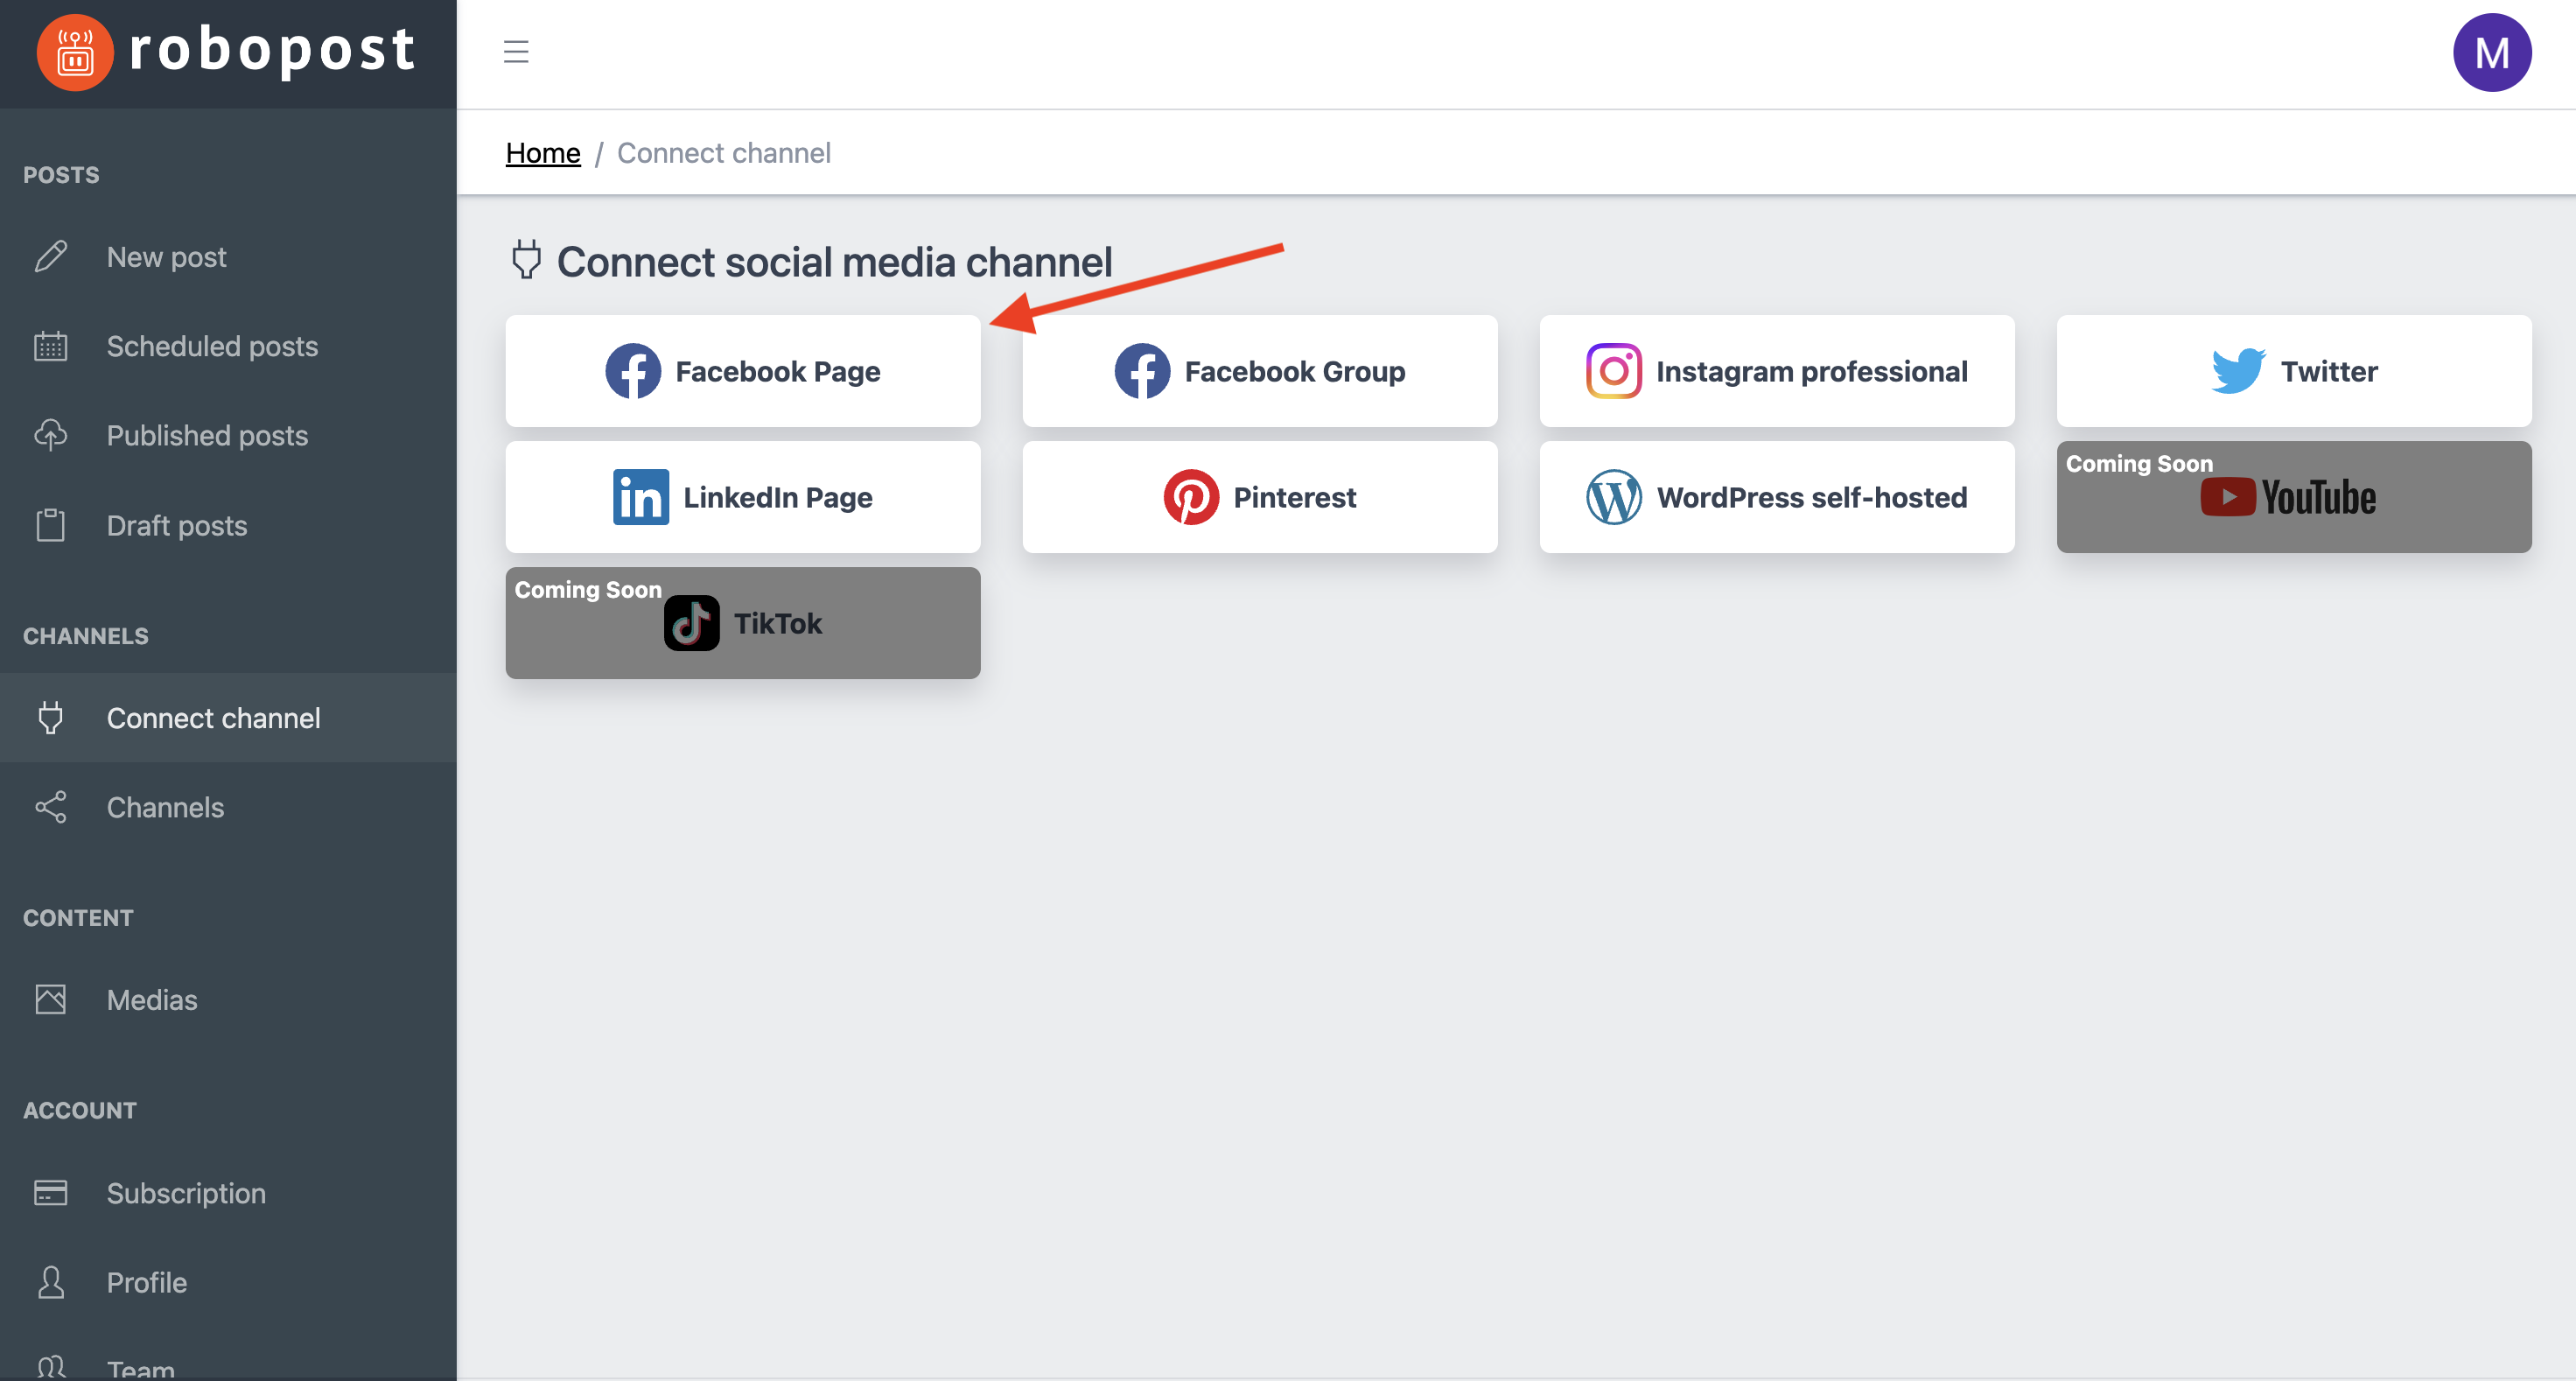 robopost
M
Home / Connect channel
POSTS
New post
Scheduled posts
Published posts
Draft posts
CHANNELS
Connect channel
Channels
CONTENT
Medias
ACCOUNT
Subscription
Profile
Team
Connect social media channel
Facebook Page
Facebook Group
Instagram professional
Twitter
LinkedIn Page
Pinterest
WordPress self-hosted
Coming Soon
YouTube
Coming Soon
TikTok